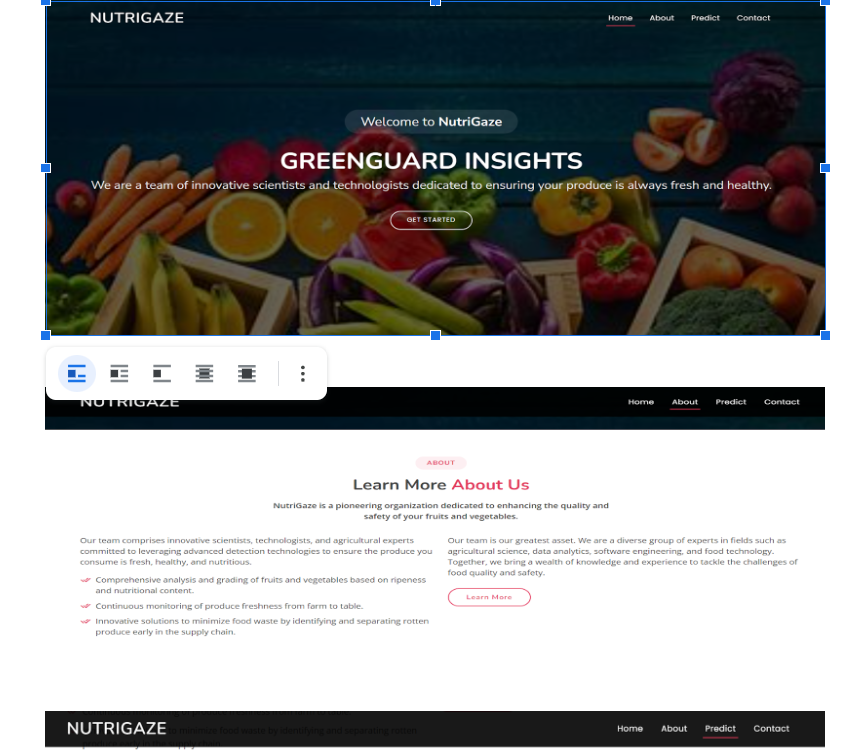 NUTRIGAZE
Home About Predict Contact
Welcome to NutriGaze
GREENGUARD INSIGHTS
We are a team of innovative scientists and technologists dedicated to ensuring your produce is always fresh and healthy.
GET STARTED
NUTRIGAZE
Home About Predict Contact
ABOUT
Learn More About Us
NutriGaze is a pioneering organization dedicated to enhancing the quality and
safety of your fruits and vegetables.
Our team comprises innovative scientists, technologists, and agricultural experts
committed to leveraging advanced detection technologies to ensure the produce you
consume is fresh, healthy, and nutritious.
Comprehensive analysis and grading of fruits and vegetables based on ripeness
and nutritional content.
Continuous monitoring of produce freshness from farm to table.
Innovative solutions to minimize food waste by identifying and separating rotten
produce early in the supply chain.
Our team is our greatest asset. We are a diverse group of experts in fields such as
agricultural science, data analytics, software engineering, and food technology.
Together, we bring a wealth of knowledge and experience to tackle the challenges of
food quality and safety.
Learn More
NUTRIGAZE
to minimize food waste by identifying and separating rotten
Home About Predict Contact